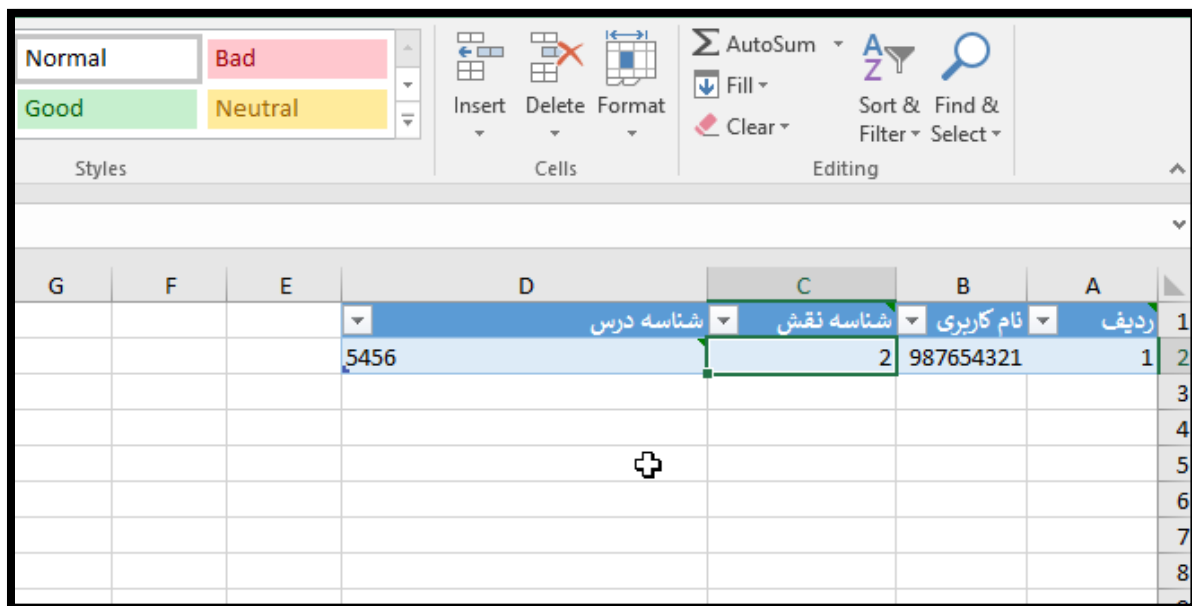 Normal Bad AutoSum
Good Neutral Insert Delete Format Fill Sort & Find &
Clear Filter Select
Styles Cells Editing
G F E D C B A
1 ردیف نام کاربری شناسه نقش شناسه درس
2 1 987654321 2 5456
3
4
5
6
7
8